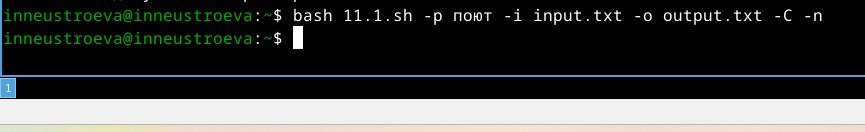 inneustroeva@inneustroeva:~$ bash 11.1.sh -p поют -i input.txt -o output.txt -C -n
inneustroeva@inneustroeva:~$
1